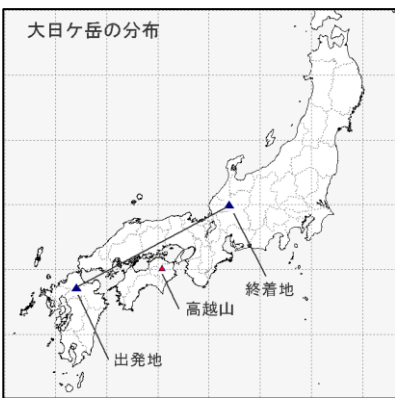 大日ケ岳の分布
終着地
高越山
出発地